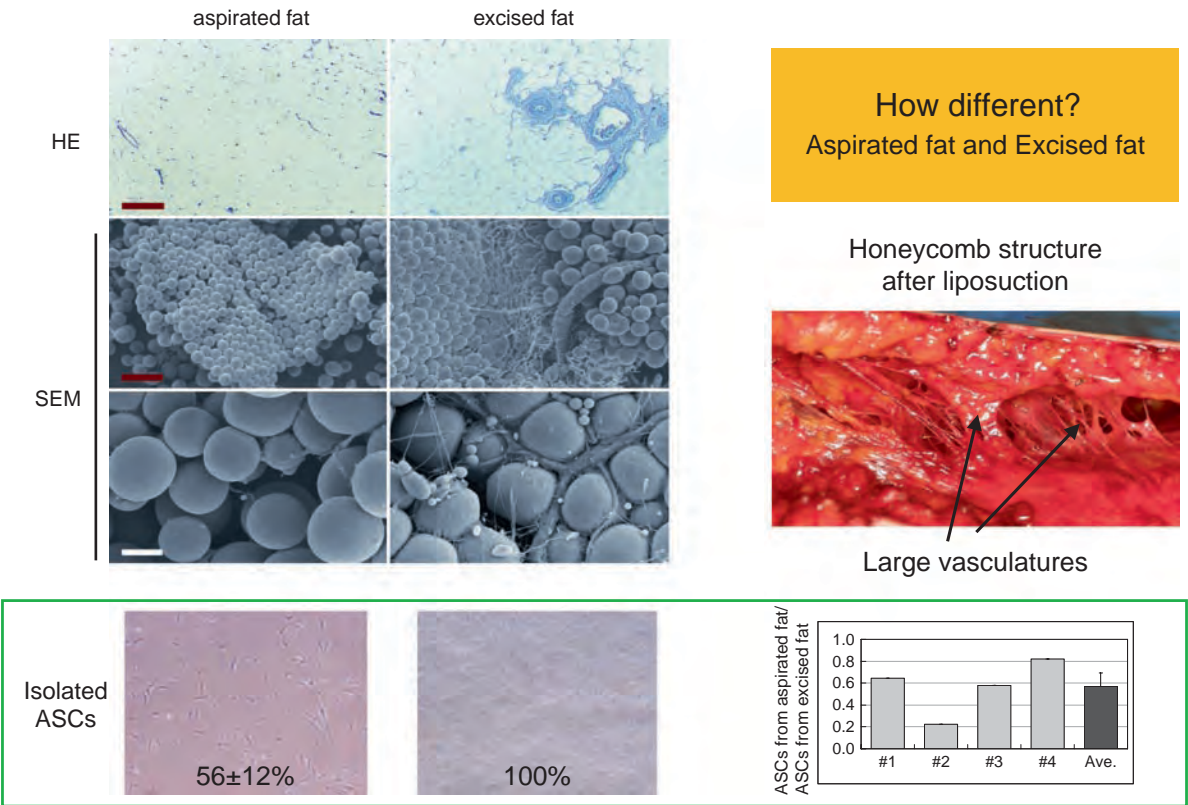 aspirated fat
excised fat
HE
SEM
How different?
Aspirated fat and Excised fat
Honeycomb structure
after liposuction
Large vasculatures
Isolated
ASCs
56±12%
100%
ASCs from aspirated fat/
ASCs from excised fat
1.0
0.8
0.6
0.4
0.2
0.0
#1
#2
#3
#4
Ave.